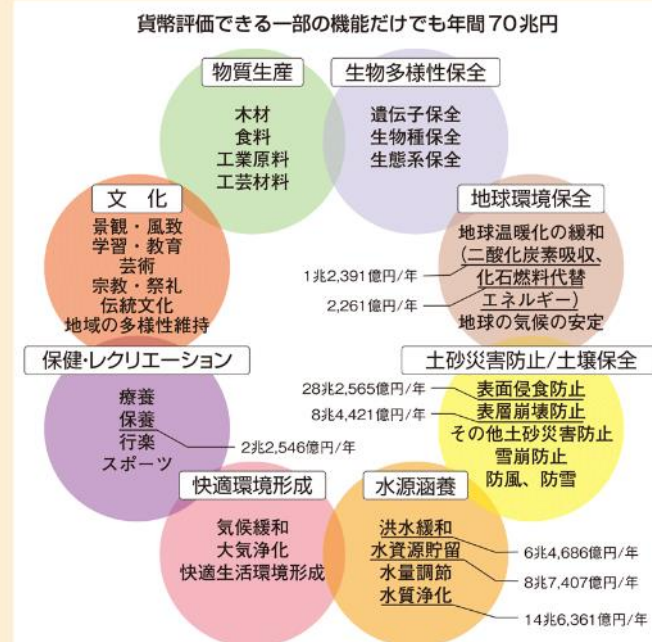 貨幣評価できる一部の機能だけでも年間70兆円
物質生産
木材
食料
工業原料
工芸材料
生物多様性保全
遺伝子保全
生物種保全
生態系保全
文 化
景観・風致
学習・教育
芸術
宗教・祭礼
伝統文化
地域の多様性維持
地球環境保全
地球温暖化の緩和
(二酸化炭素吸収、
化石燃料代替
エネルギー)
地球の気候の安定
1兆2,391億円/年
2,261億円/年
保健・レクリエーション
療養
保養
行楽
スポーツ
2兆2,546億円/年
土砂災害防止/土壌保全
表面侵食防止
表層崩壊防止
その他土砂災害防止
雪崩防止
防風、防雪
28兆2,565億円/年
8兆4,421億円/年
快適環境形成
気候緩和
大気浄化
快適生活環境形成
水源涵養
洪水緩和
水資源貯留
水量調節
水質浄化
6兆4,686億円/年
8兆7,407億円/年
14兆6,361億円/年